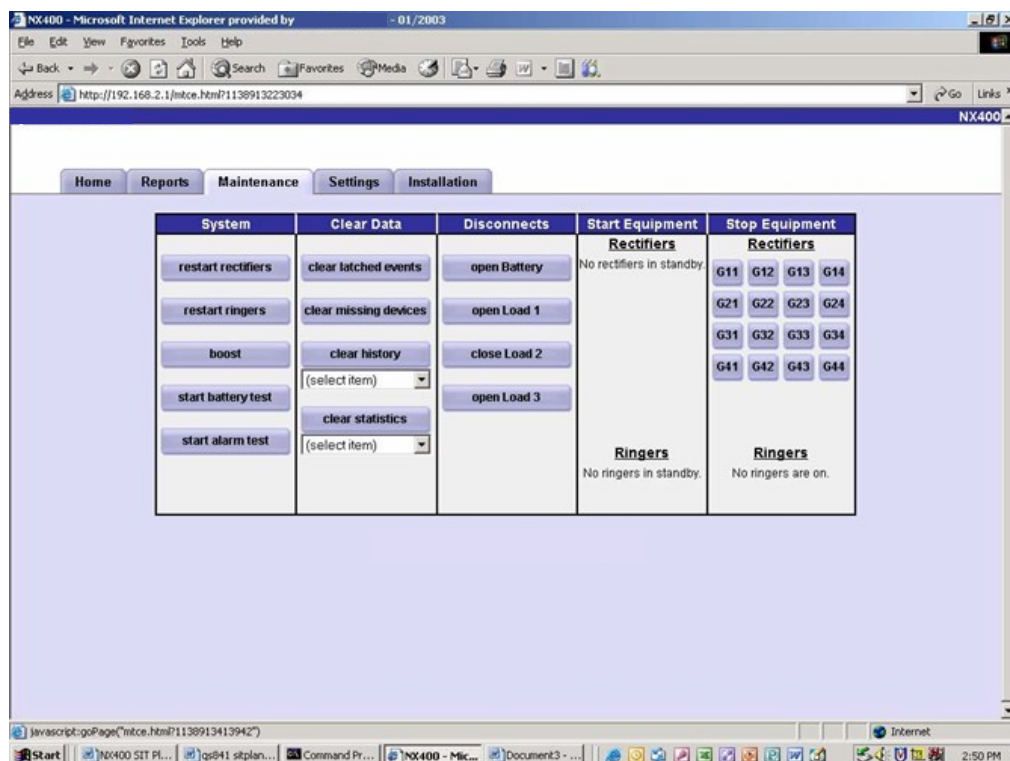 NX400 - Microsoft Internet Explorer provided by - 01/2003
File Edit View Favorites Tools Help
Back Search Favorites Media
Address http://192.168.2.1/mtce.html?1138913223034 Go Links
NX400
Home Reports Maintenance Settings Installation
System Clear Data Disconnects Start Equipment Stop Equipment
Rectifiers Rectifiers
restart rectifiers clear latched events open Battery No rectifiers in standby. G11 G12 G13 G14
restart ringers clear missing devices open Load 1 G21 G22 G23 G24
G31 G32 G33 G34
boost clear history close Load 2
G41 G42 G43 G44
(select item)
start battery test open Load 3
clear statistics
start alarm test (select item)
Ringers Ringers
No ringers in standby. No ringers are on.
javascript:goPage("mtce.html?1138913413942") Internet
Start NX400 SIT Pl... qs841 sitplan... Command Pr... NX400 - Mic... Document3 - ... 2:50 PM